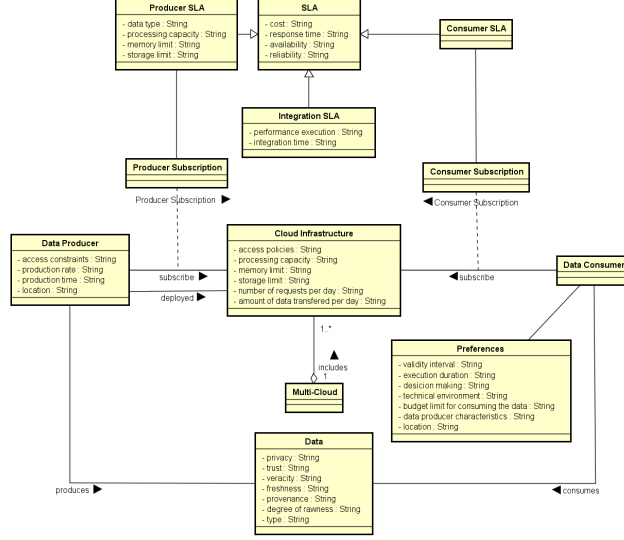 Producer SLA
- data type : String
- processing capacity : String
- memory limit : String
- storage limit : String
SLA
- cost : String
- response time : String
- availability : String
- reliability : String
Consumer SLA
Integration SLA
- performance execution : String
- integration time : String
Producer Subscription
Producer Subscription
Consumer Subscription
Consumer Subscription
Data Producer
- access constraints : String
- production rate : String
- production time : String
- location : String
subscribe
deployed
Cloud Infrastructure
- access policies : String
- processing capacity : String
- memory limit : String
- storage limit : String
- number of requests per day : String
- amount of data transfered per day : String
subscribe
Data Consumer
1..*
includes
1
Multi-Cloud
Preferences
- validity interval : String
- execution duration : String
- desicion making : String
- technical environment : String
- budget limit for consuming the data : String
- data producer characteristics : String
- location : String
Data
- privacy : String
- trust : String
- veracity : String
- freshness : String
- provenance : String
- degree of rawness : String
- type : String
produces
consumes